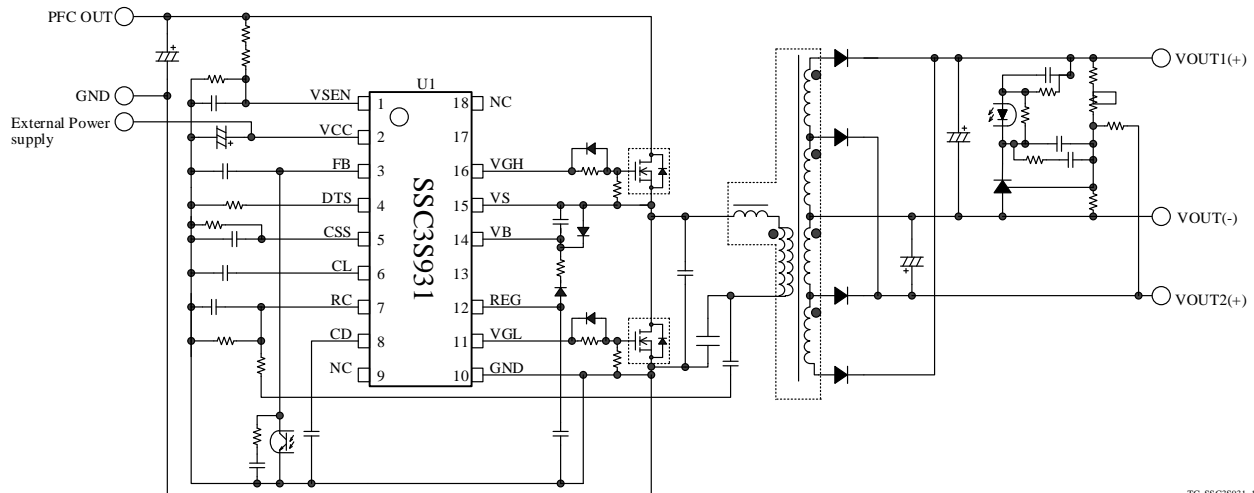 PFC OUT
GND
External Power
supply
U1
SSC3S931
VSEN
1
VCC
2
FB
3
DTS
4
CSS
5
CL
6
RC
7
CD
8
NC
9
18
NC
17
16
VGH
15
VS
14
VB
13
12
REG
11
VGL
10
GND
VOUT1(+)
VOUT(-)
VOUT2(+)